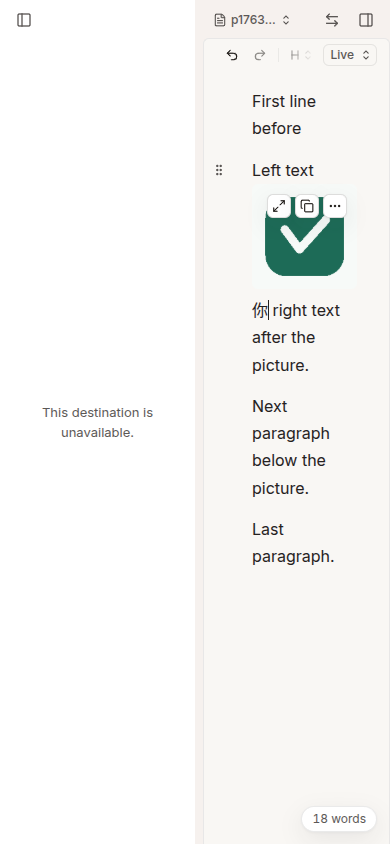 p1763...
H
Live
First line
before
Left text
你 right text
after the
picture.
Next
paragraph
below the
picture.
Last
paragraph.
This destination is
unavailable.
18 words